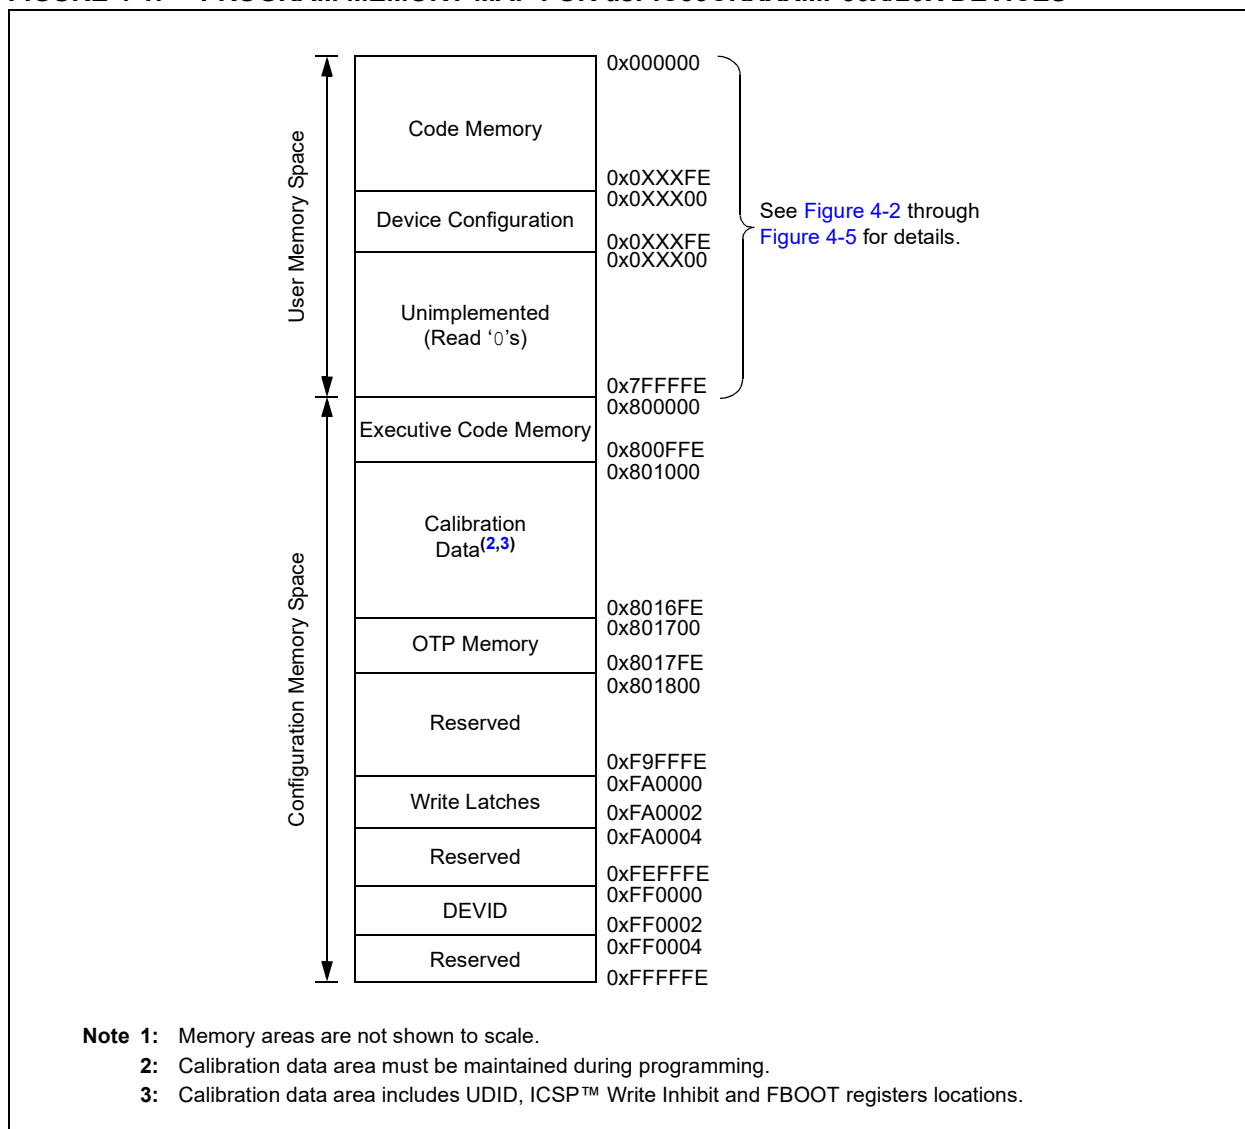 0x000000
Code Memory
0x0XXXFE
0x0XXX00
Device Configuration
0x0XXXFE
0x0XXX00
Unimplemented
(Read ‘0’s)
0x7FFFFE
User Memory Space
See Figure 4-2 through
Figure 4-5 for details.
0x800000
Executive Code Memory
0x800FFE
0x801000
Calibration
Data(2,3)
0x8016FE
0x801700
OTP Memory
0x8017FE
0x801800
Reserved
0xF9FFFE
0xFA0000
Write Latches
0xFA0002
0xFA0004
Reserved
0xFEFFFE
0xFF0000
DEVID
0xFF0002
0xFF0004
Reserved
0xFFFFFE
Configuration Memory Space
Note 1: Memory areas are not shown to scale.
2: Calibration data area must be maintained during programming.
3: Calibration data area includes UDID, ICSP™ Write Inhibit and FBOOT registers locations.